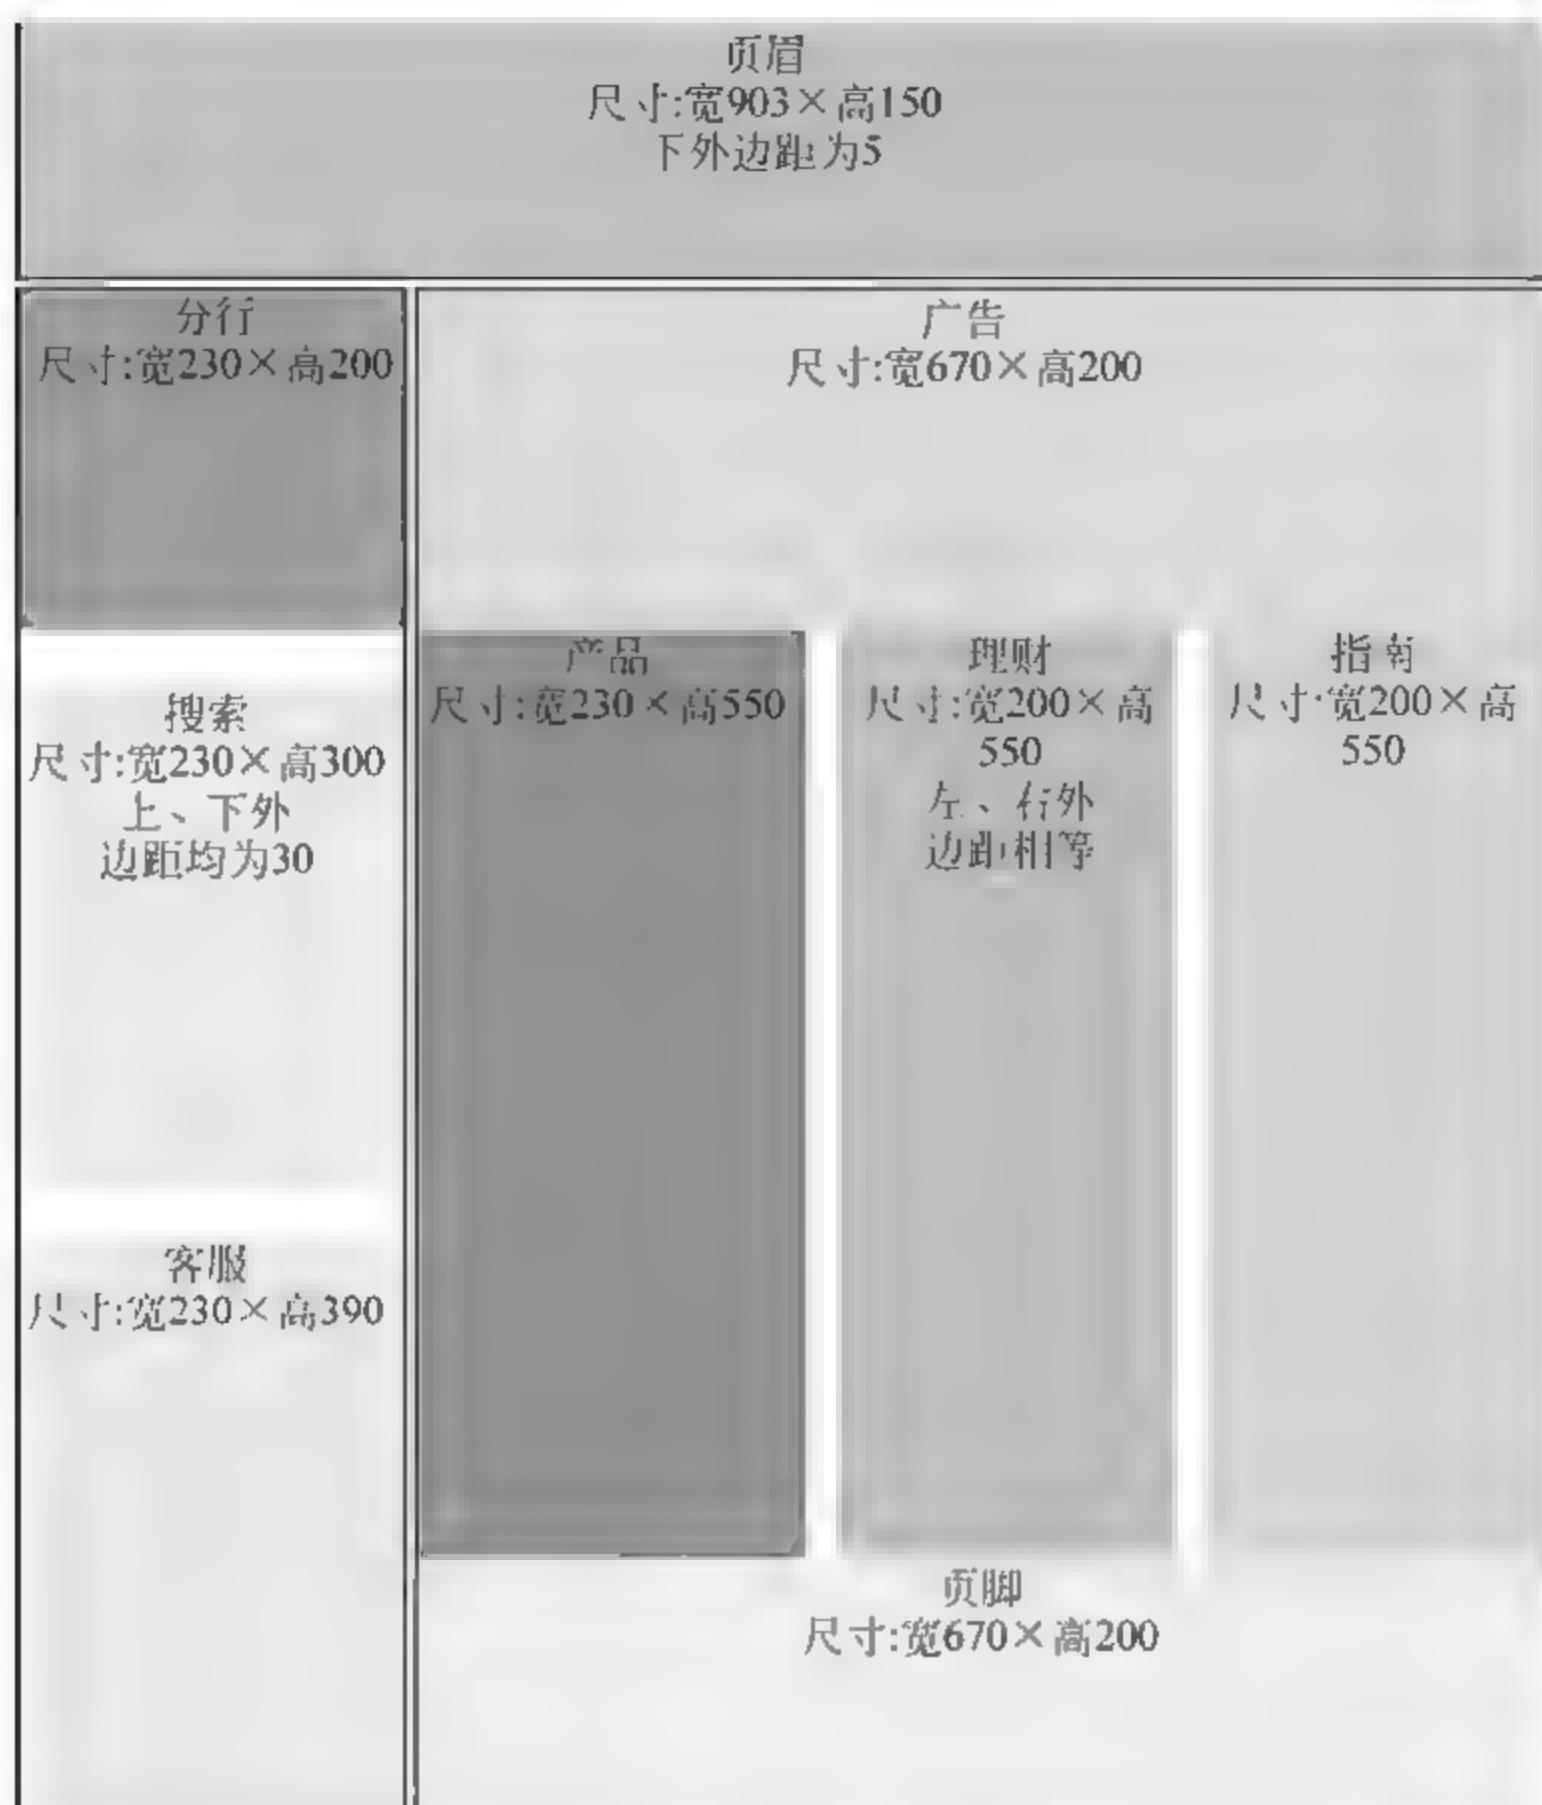 页眉
尺寸:宽903×高150
下外边距为5
分行
尺寸:宽230×高200
广告
尺寸:宽670×高200
搜索
尺寸:宽230×高300
上、下外
边距均为30
客服
尺寸:宽230×高390
产品
尺寸:宽230×高550
理财
尺寸:宽200×高
550
左、右外
边距相等
指南
尺寸:宽200×高
550
页脚
尺寸:宽670×高200